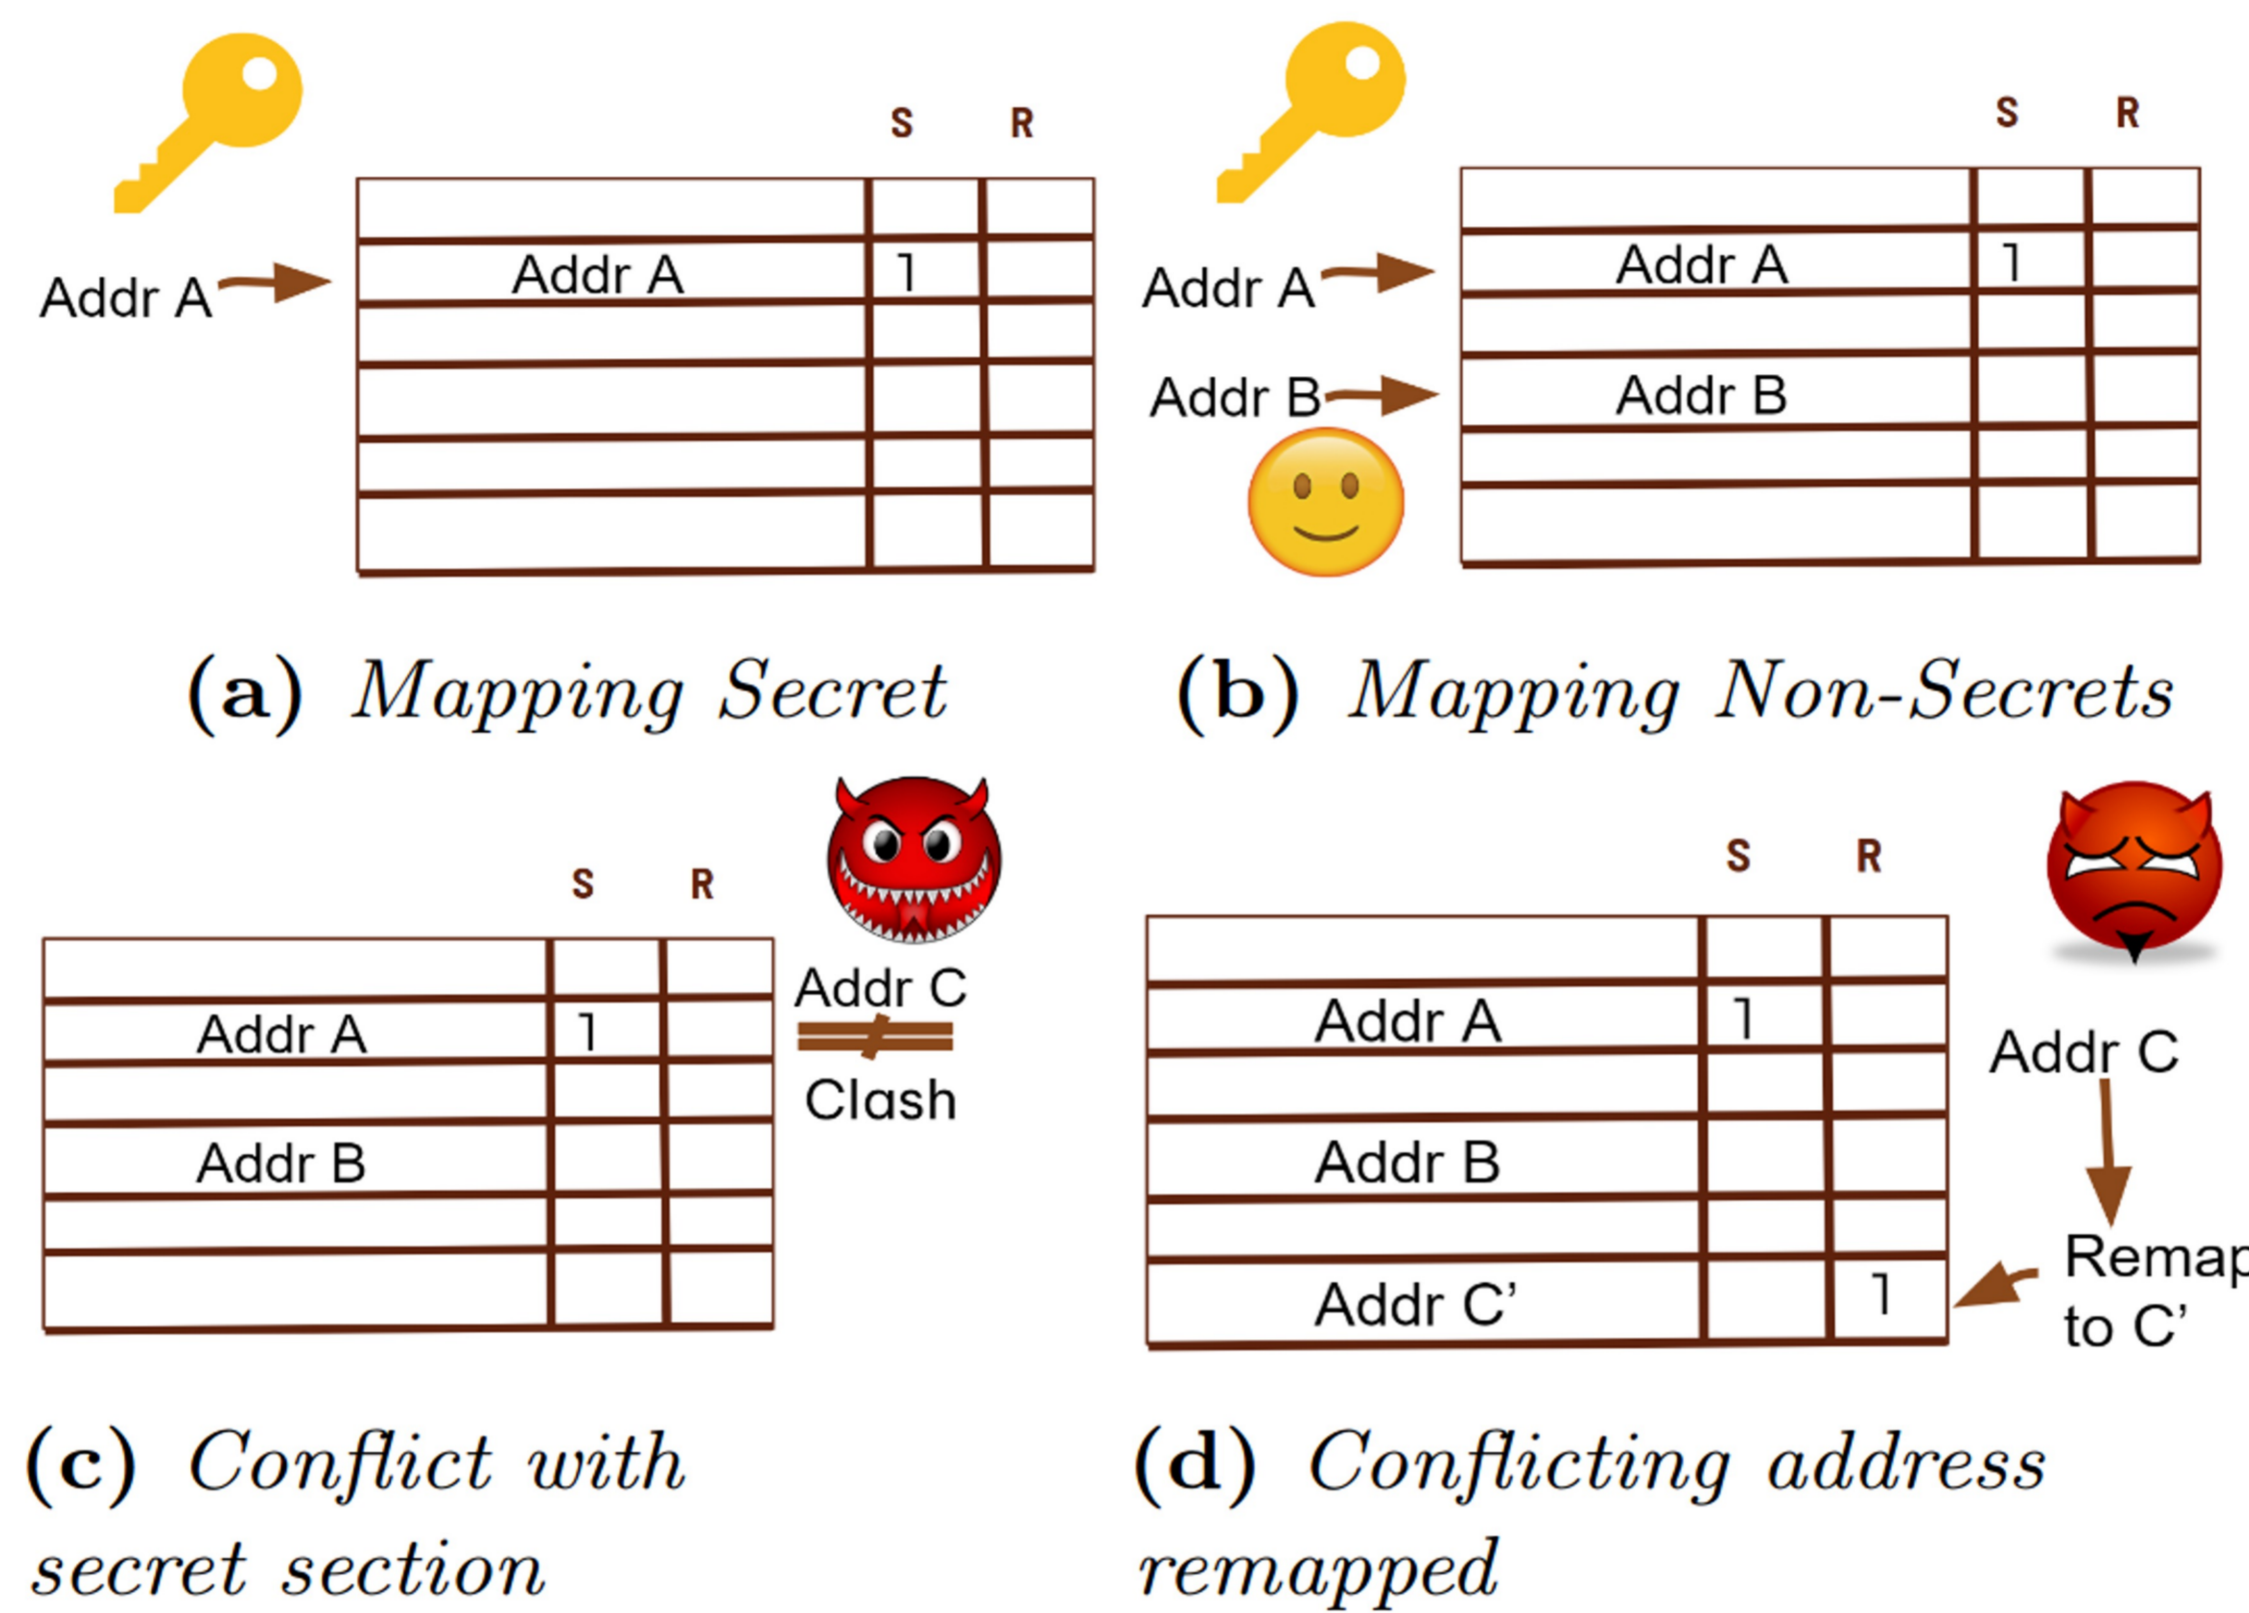 S R
Addr A
Addr A 1
(a) Mapping Secret
S R
Addr A
Addr A 1
Addr B
Addr B
(b) Mapping Non-Secrets
S R
Addr A 1
Addr B
Addr C
Clash
(c) Conflict with
secret section
S R
Addr A 1
Addr B
Addr C’ 1
Addr C
Remap
to C’
(d) Conflicting address
remapped